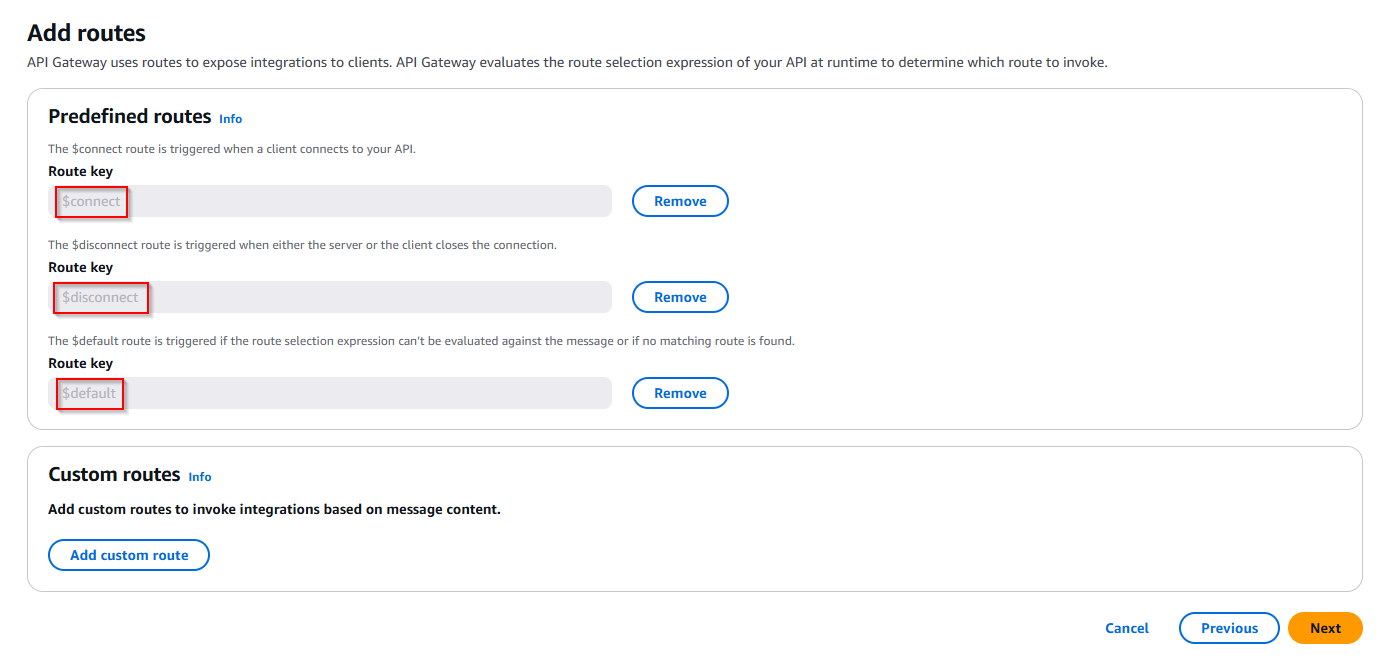 Add routes
API Gateway uses routes to expose integrations to clients. API Gateway evaluates the route selection expression of your API at runtime to determine which route to invoke.
Predefined routes Info
The $connect route is triggered when a client connects to your API.
Route key
$connect Remove
The $disconnect route is triggered when either the server or the client closes the connection.
Route key
$disconnect Remove
The $default route is triggered if the route selection expression can't be evaluated against the message or if no matching route is found.
Route key
$default Remove
Custom routes Info
Add custom routes to invoke integrations based on message content.
Add custom route
Cancel Previous Next